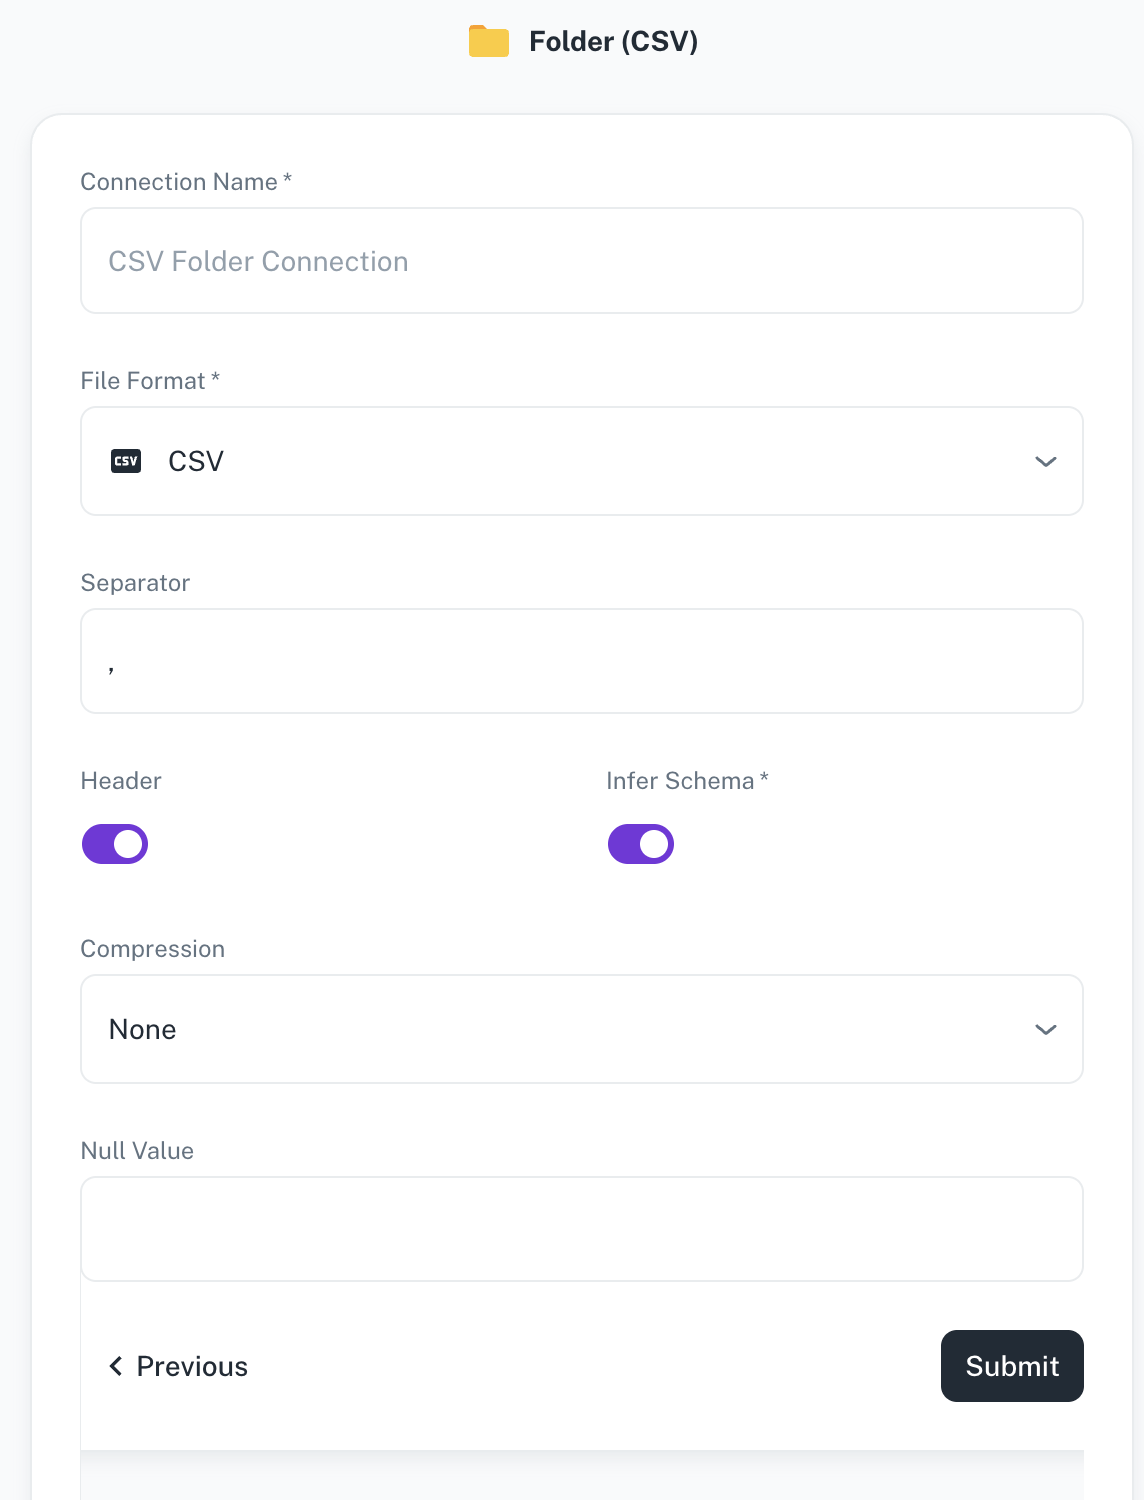 Folder (CSV)
Connection Name *
CSV Folder Connection
File Format *
CSV CSV
Separator
,
Header Infer Schema *
Compression
None
Null Value
Previous Submit